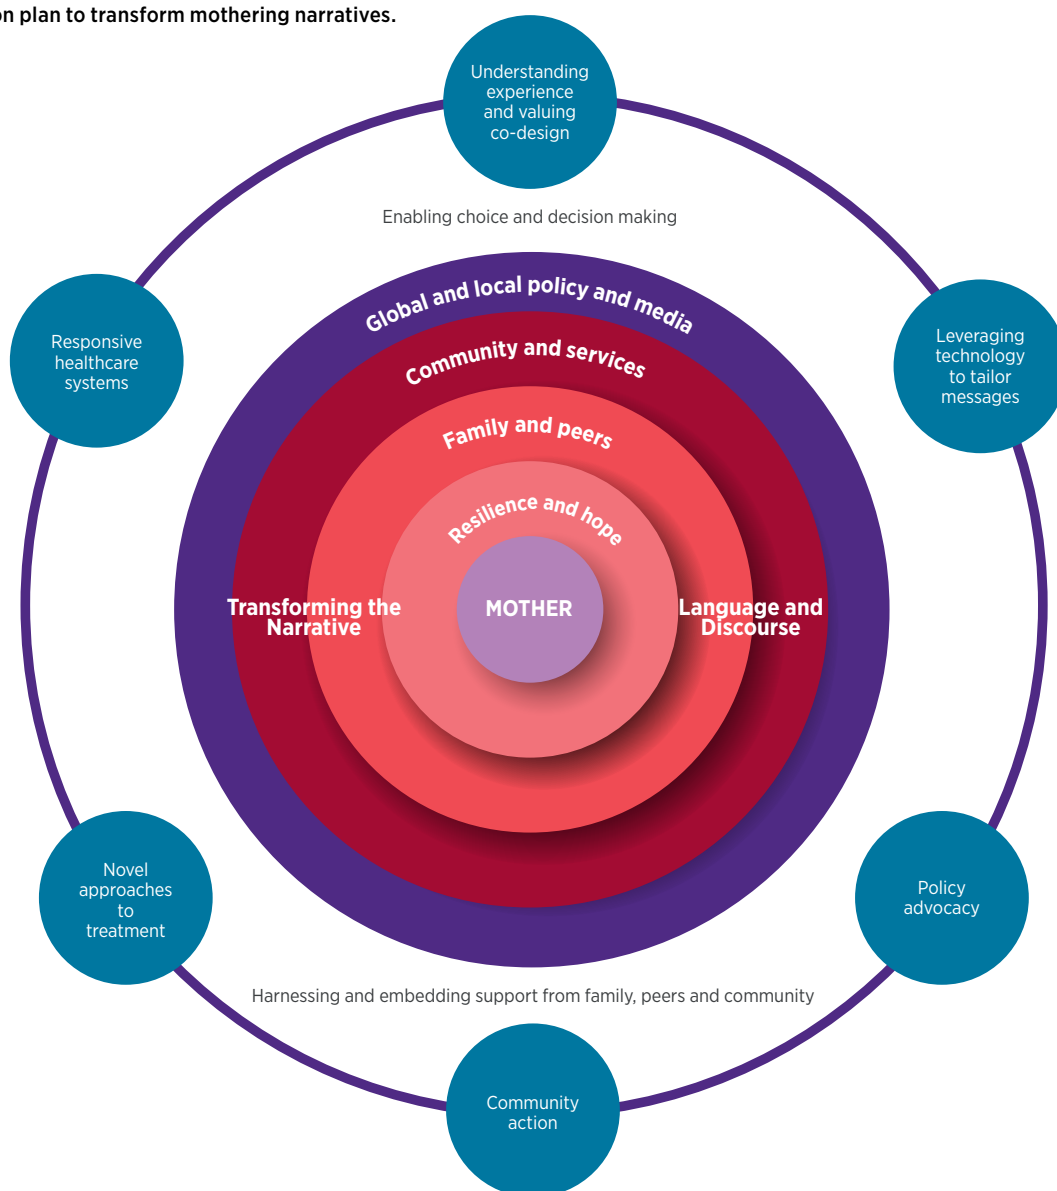 plan to transform mothering narratives.
Understanding
experience
and valuing
co-design
Enabling choice and decision making
Responsive
healthcare
systems
Leveraging
technology
to tailor
messages
Global and local policy and media
Community and services
Family and peers
Resilience and hope
Transforming the
Narrative
MOTHER
Language and
Discourse
Novel
approaches
to
treatment
Policy
advocacy
Harnessing and embedding support from family, peers and community
Community
action